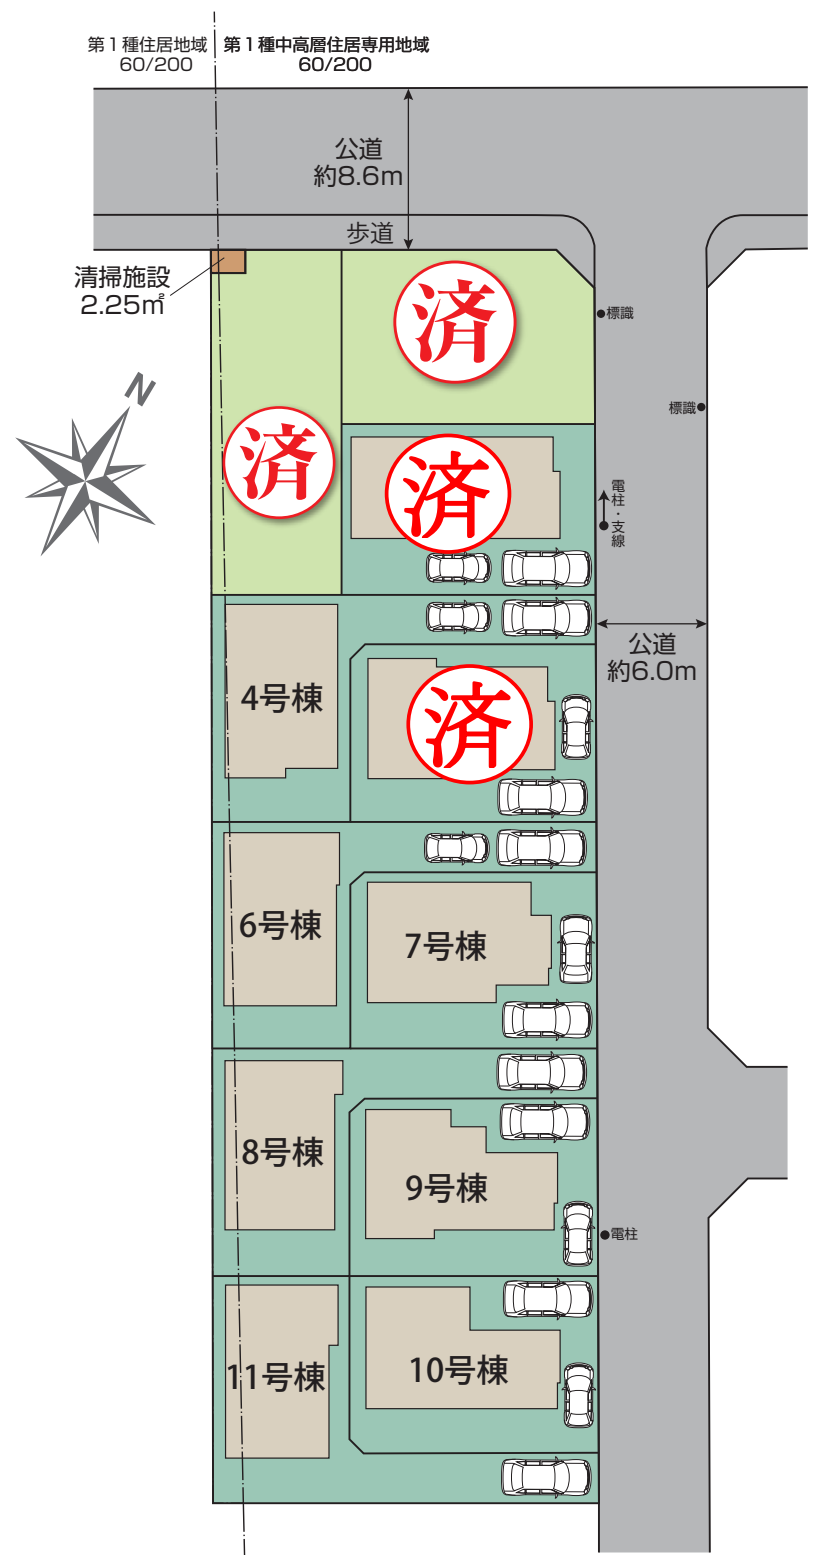 第1種住居地域
60/200
第1種中高層住居専用地域
60/200
公道
約8.6m
歩道
清掃施設
2.25㎡
済
標識
N
標識
済
済
電柱・支線
公道
約6.0m
4号棟
済
6号棟
7号棟
8号棟
9号棟
電柱
11号棟
10号棟